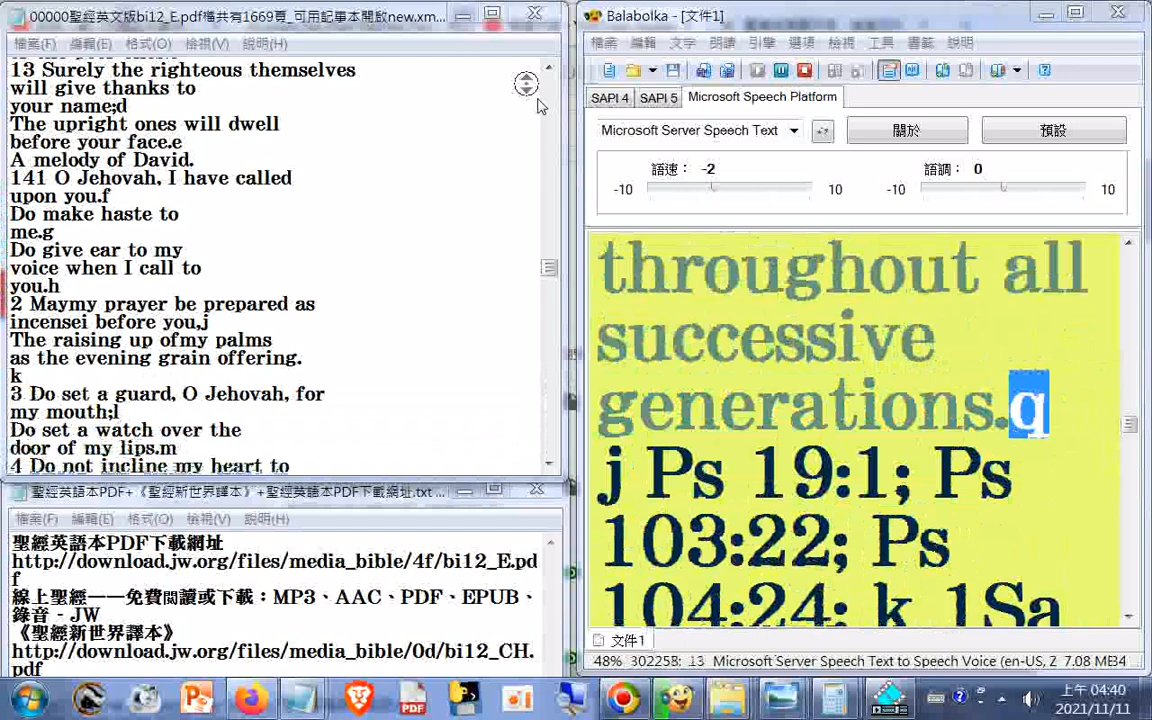 00000聖經英文版bi12_E.pdf檔共有1669頁_可用記事本開啟new.xm...
檔案(F) 編輯(E) 格式(O) 檢視(V) 說明(H)
13 Surely the righteous themselves
will give thanks to
your name;d
The upright ones will dwell
before your face.e
A melody of David.
141 O Jehovah, I have called
upon you.f
Do make haste to
me.g
Do give ear to my
voice when I call to
you.h
2 Maymy prayer be prepared as
incensei before you,j
The raising up ofmy palms
as the evening grain offering.
k
3 Do set a guard, O Jehovah, for
my mouth;l
Do set a watch over the
door of my lips.m
4 Do not incline my heart to
聖經英語本PDF+《聖經新世界譯本》+聖經英語本PDF下載網址.txt ...
檔案(F) 編輯(E) 格式(O) 檢視(V) 說明(H)
聖經英語本PDF下載網址
http://download.jw.org/files/media_bible/4f/bi12_E.pd
f
線上聖經——免費閱讀或下載：MP3、AAC、PDF、EPUB、
錄音 - JW
《聖經新世界譯本》
http://download.jw.org/files/media_bible/0d/bi12_CH.
pdf
Balabolka - [文件1]
檔案 編輯 文字 朗讀 引擎 選項 檢視 工具 書籤 說明
SAPI 4 SAPI 5 Microsoft Speech Platform
Microsoft Server Speech Text 關於 預設
語速： -2 語調： 0
-10 10 -10 10
throughout all
successive
generations.q
j Ps 19:1; Ps
103:22; Ps
104:24; k 1Sa
文件1
48% 302258: 13 Microsoft Server Speech Text to Speech Voice (en-US, Z 7.08 MB34
PDF
上午 04:40
2021/11/11